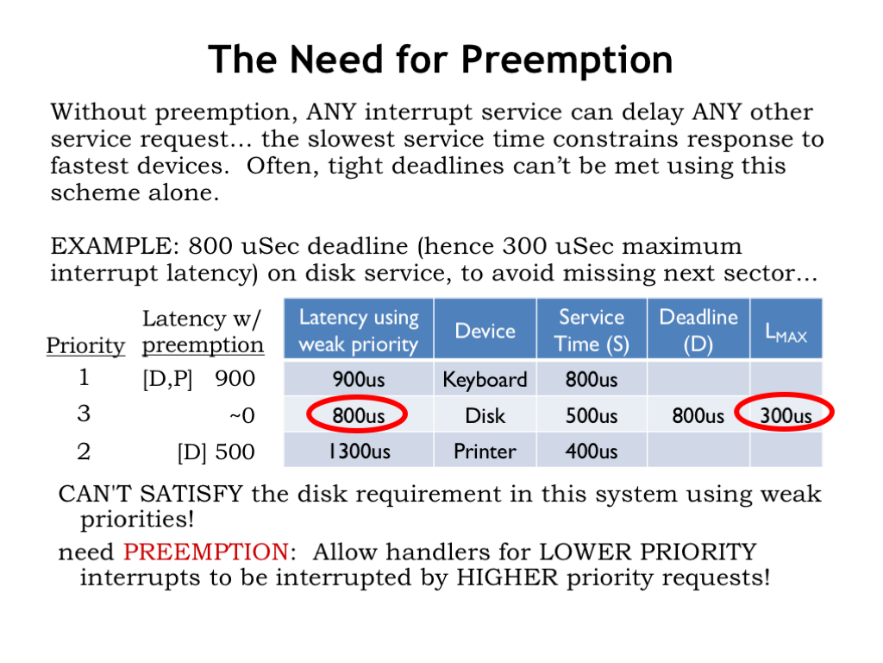 The Need for Preemption
Without preemption, ANY interrupt service can delay ANY other
service request... the slowest service time constrains response to
fastest devices. Often, tight deadlines can't be met using this
scheme alone.
EXAMPLE: 800 uSec deadline (hence 300 uSec maximum
interrupt latency) on disk service, to avoid missing next sector...
Priority Latency w/ preemption Latency using weak priority Device Service Time (S) Deadline (D) LMAX
1 [D,P] 900 900us Keyboard 800us
3 ~0 800us Disk 500us 800us 300us
2 [D] 500 1300us Printer 400us
CAN'T SATISFY the disk requirement in this system using weak
priorities!
need PREEMPTION: Allow handlers for LOWER PRIORITY
interrupts to be interrupted by HIGHER priority requests!